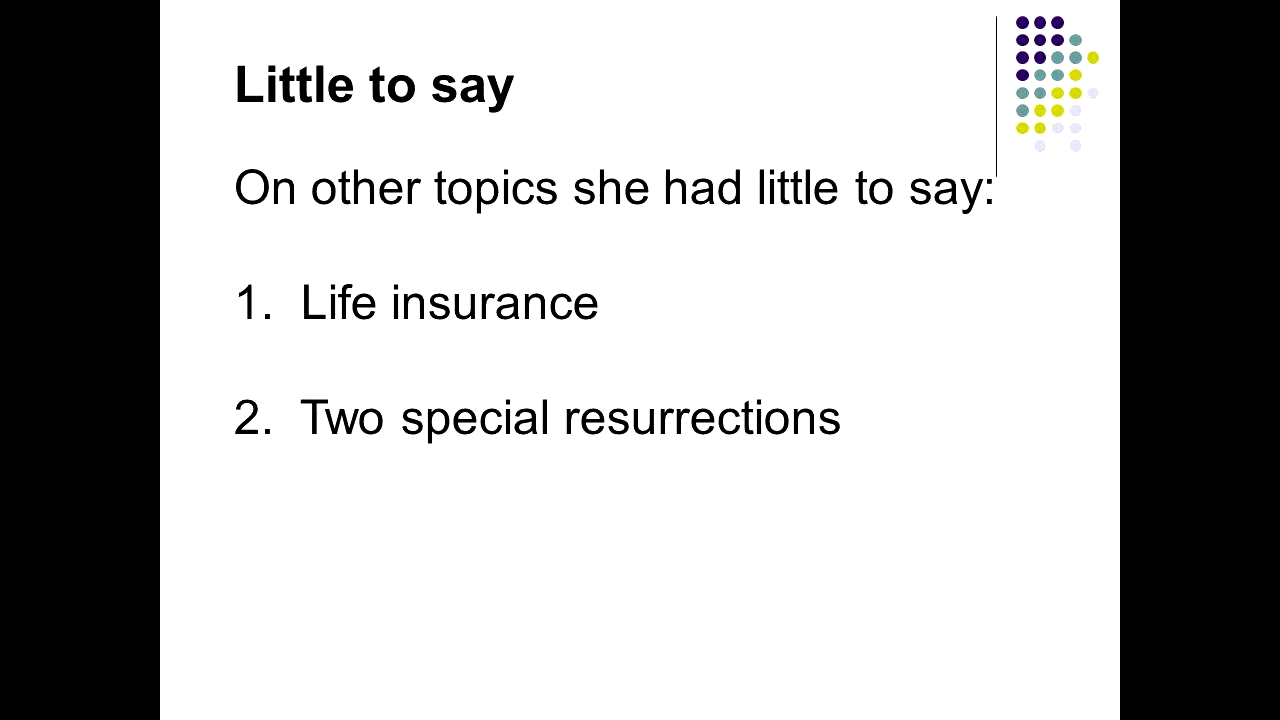 Little to say
On other topics she had little to say:
1. Life insurance
2. Two special resurrections